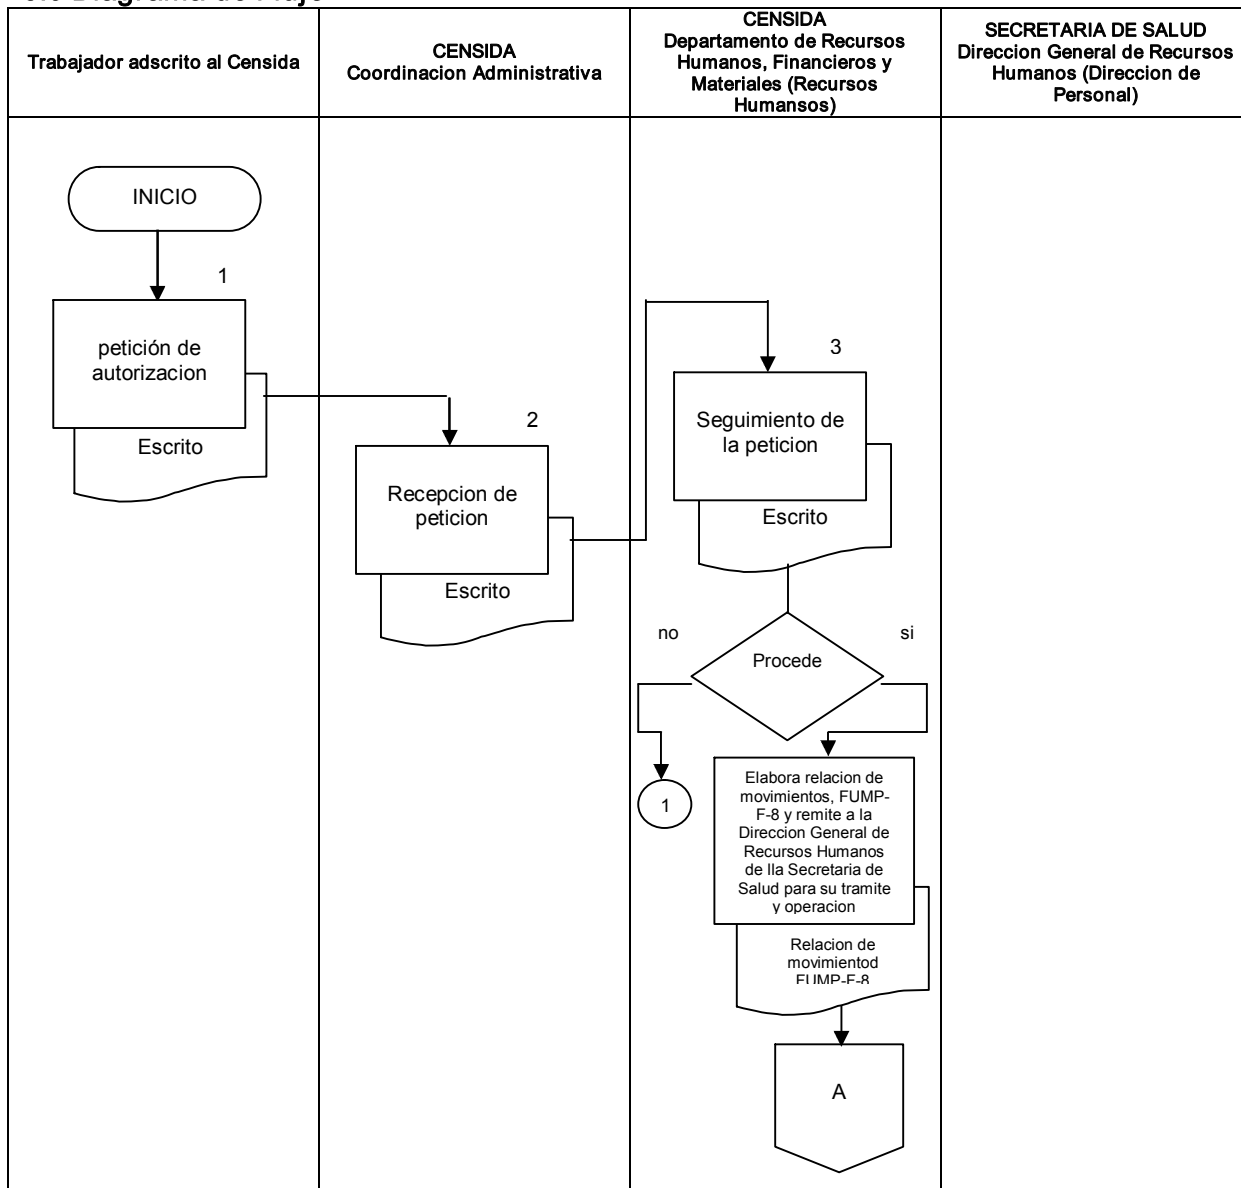 Trabajador adscrito al Censida
CENSIDA
Coordinacion Administrativa
CENSIDA
Departamento de Recursos
Humanos, Financieros y
Materiales (Recursos
Humansos)
SECRETARIA DE SALUD
Direccion General de Recursos
Humanos (Direccion de
Personal)
INICIO
1
petición de
autorizacion
Escrito
2
Recepcion de
peticion
Escrito
3
Seguimiento de
la peticion
Escrito
no
si
Procede
1
Elabora relacion de
movimientos, FUMP-
F-8 y remite a la
Direccion General de
Recursos Humanos
de lla Secretaria de
Salud para su tramite
y operacion
Relacion de
movimientod
FUMP-F-8
A